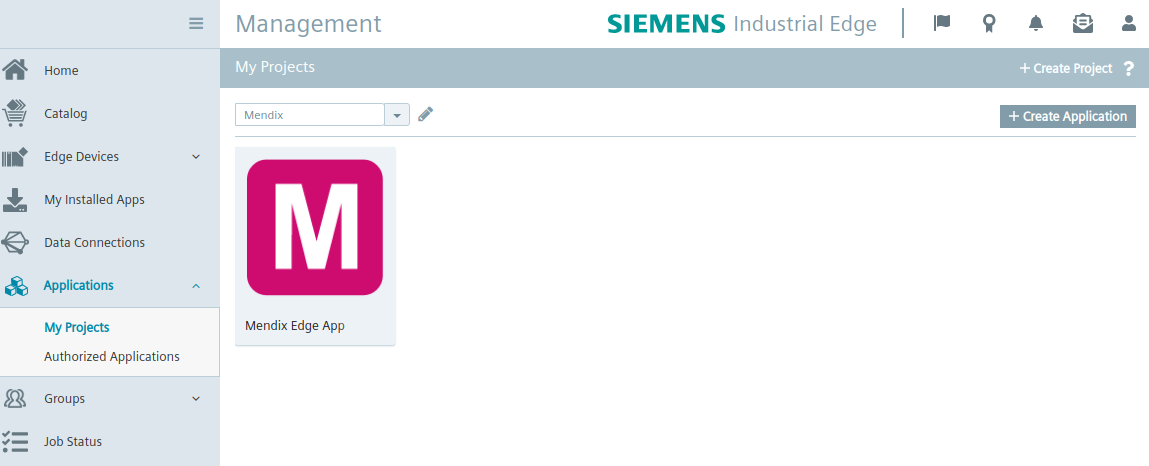 Management
SIEMENS Industrial Edge
My Projects
+ Create Project ?
Mendix
+ Create Application
Home
Catalog
Edge Devices
My Installed Apps
Data Connections
Applications
My Projects
Authorized Applications
Groups
Job Status
M
Mendix Edge App